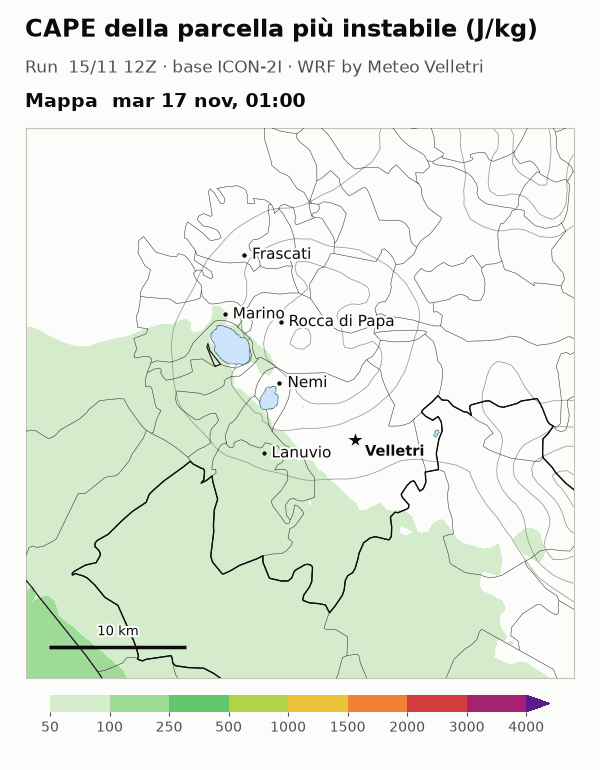 CAPE della parcella più instabile (J/kg)
Run  15/11 12Z · base ICON-2I · WRF by Meteo Velletri
Mappa  mar 17 nov, 01:00
Frascati
Marino
Rocca di Papa
Nemi
Velletri
Lanuvio
10 km
50 100 250 500 1000 1500 2000 3000 4000